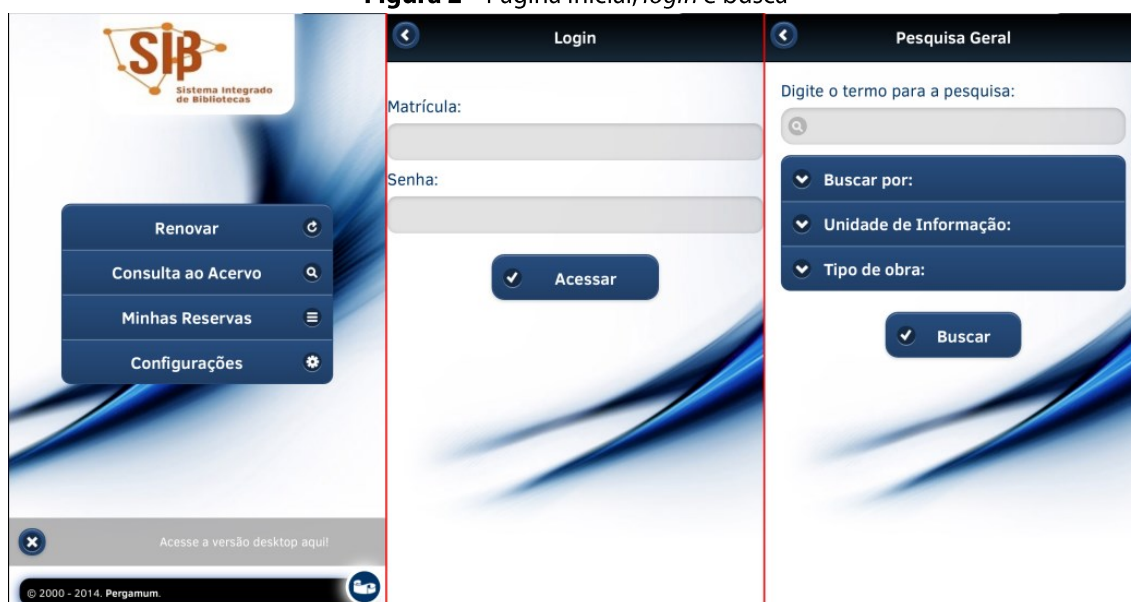 Figura 2 – Página inicial, login e busca
SIB
Sistema Integrado
de Bibliotecas
Renovar
Consulta ao Acervo
Minhas Reservas
Configurações
Acesse a versão desktop aqui!
© 2000 - 2014. Pergamum.
Login
Matrícula:
Senha:
Acessar
Pesquisa Geral
Digite o termo para a pesquisa:
Buscar por:
Unidade de Informação:
Tipo de obra:
Buscar